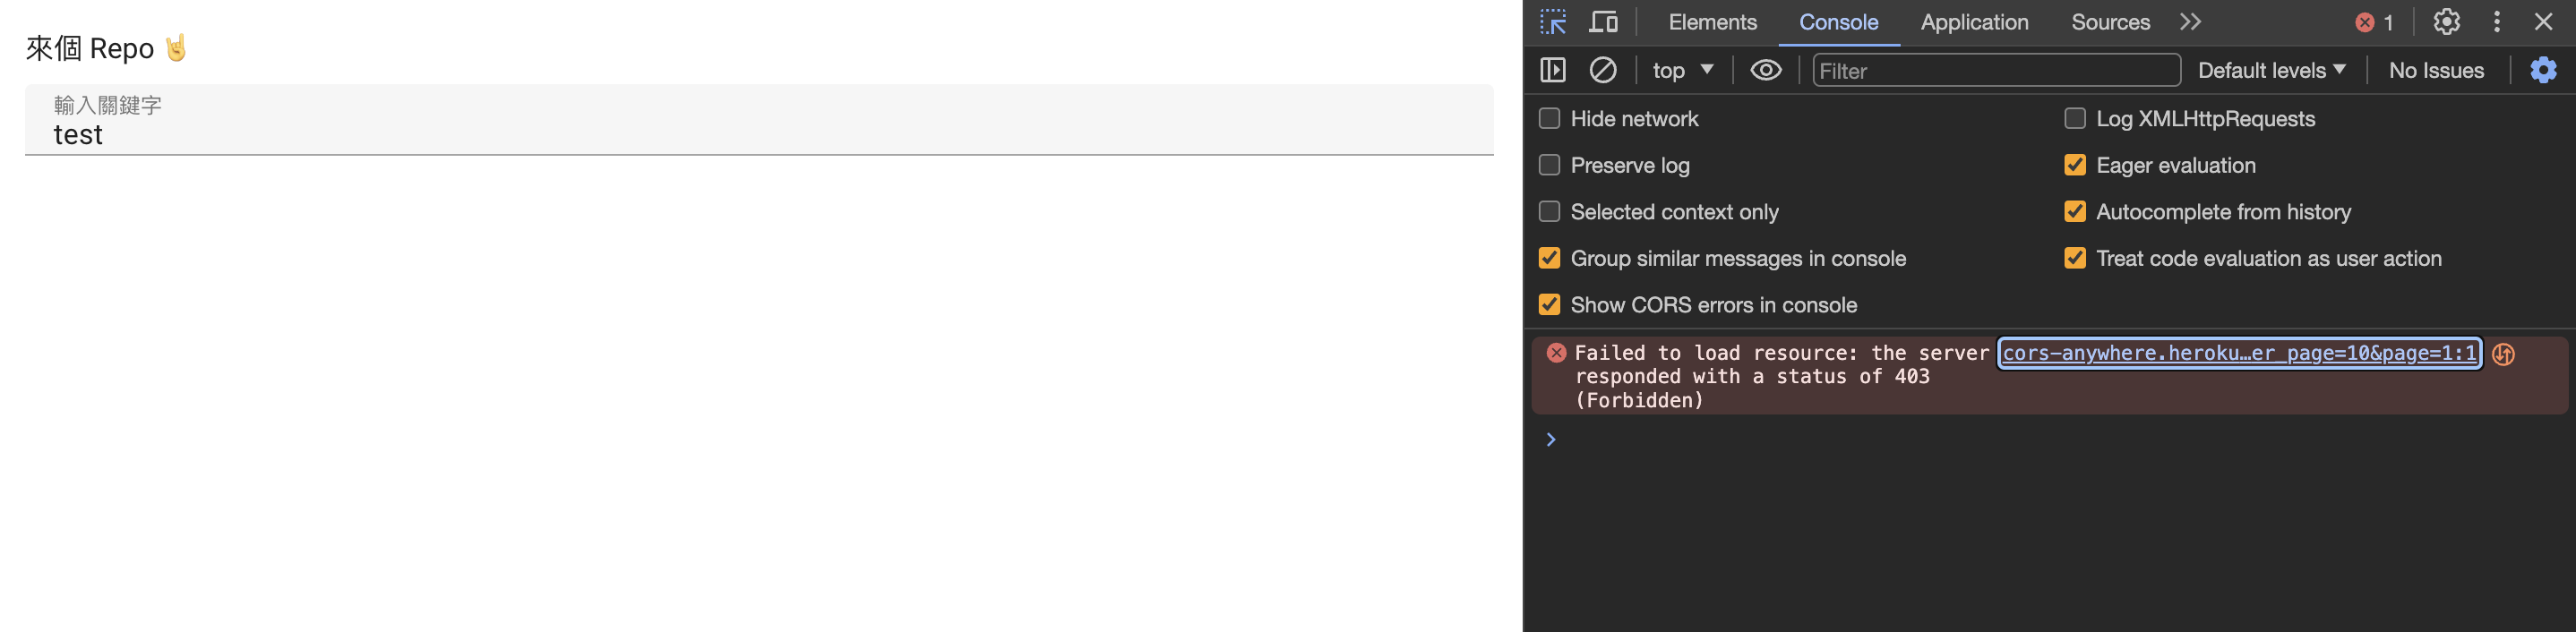 來個 Repo 🤘
輸入關鍵字
test
Elements Console Application Sources 1
top Filter Default levels No Issues
Hide network Log XMLHttpRequests
Preserve log Eager evaluation
Selected context only Autocomplete from history
Group similar messages in console Treat code evaluation as user action
Show CORS errors in console
Failed to load resource: the server cors-anywhere.heroku…er_page=10&page=1:1
responded with a status of 403
(Forbidden)